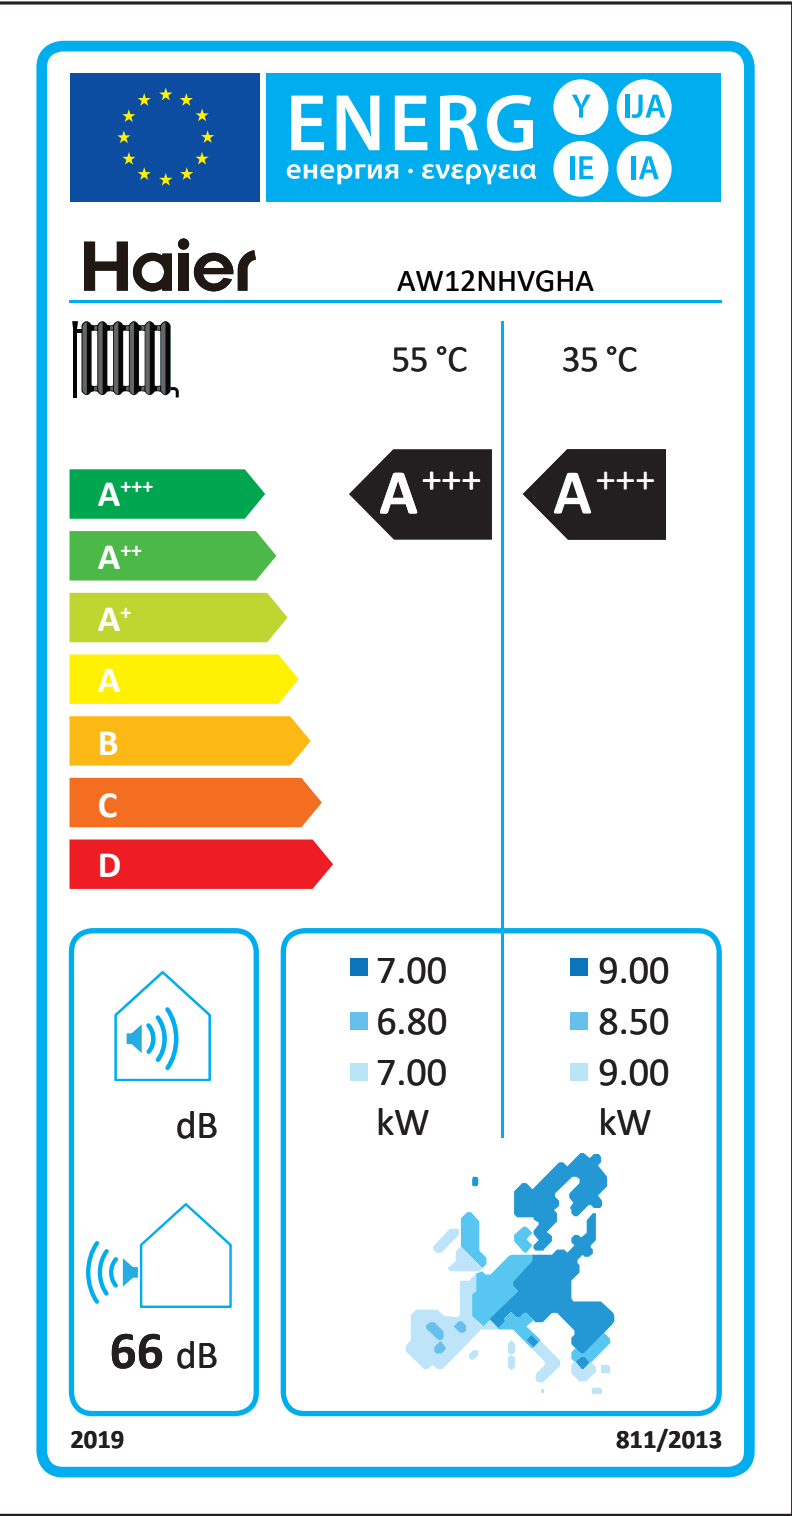 ENERG
Y IJA
IE IA
енергия · ενεργεια
Haier
AW12NHVGHA
55 °C 35 °C
A+++ A+++
A+++
A++
A+
A
B
C
D
7.00 9.00
6.80 8.50
7.00 9.00
kW kW
dB
66 dB
2019 811/2013